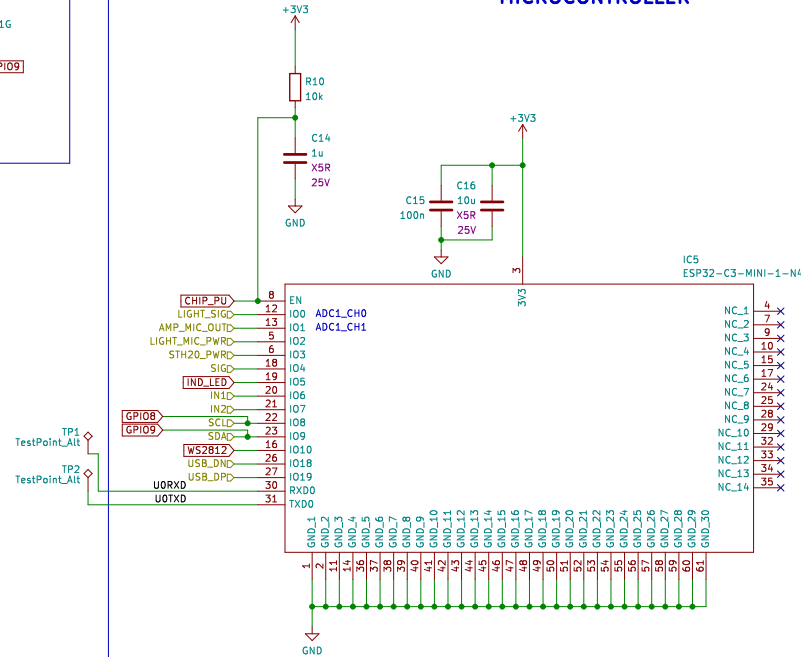 MICROCONTROLLER
1G
PIO9
+3V3
R10
10k
C14
1u
X5R
25V
GND
+3V3
C15
100n
C16
10u
X5R
25V
GND
IC5
ESP32-C3-MINI-1-N4
3
3V3
CHIP_PU 8 EN
LIGHT_SIG 12 IO0 ADC1_CH0
AMP_MIC_OUT 13 IO1 ADC1_CH1
LIGHT_MIC_PWR 5 IO2
STH20_PWR 6 IO3
SIG 18 IO4
IND_LED 19 IO5
IN1 20 IO6
IN2 21 IO7
GPIO8
SCL 22 IO8
GPIO9
SDA 23 IO9
WS2812 16 IO10
USB_DN 26 IO18
USB_DP 27 IO19
U0RXD 30 RXD0
U0TXD 31 TXD0
TP1
TestPoint_Alt
TP2
TestPoint_Alt
NC_1 4
NC_2 7
NC_3 9
NC_4 10
NC_5 15
NC_6 17
NC_7 24
NC_8 25
NC_9 28
NC_10 29
NC_11 32
NC_12 33
NC_13 34
NC_14 35
GND_1 GND_2 GND_3 GND_4 GND_5 GND_6 GND_7 GND_8 GND_9 GND_10 GND_11 GND_12 GND_13 GND_14 GND_15 GND_16 GND_17 GND_18 GND_19 GND_20 GND_21 GND_22 GND_23 GND_24 GND_25 GND_26 GND_27 GND_28 GND_29 GND_30
1 2 11 14 36 37 38 39 40 41 42 43 44 45 46 47 48 49 50 51 52 53 54 55 56 57 58 59 60 61
GND